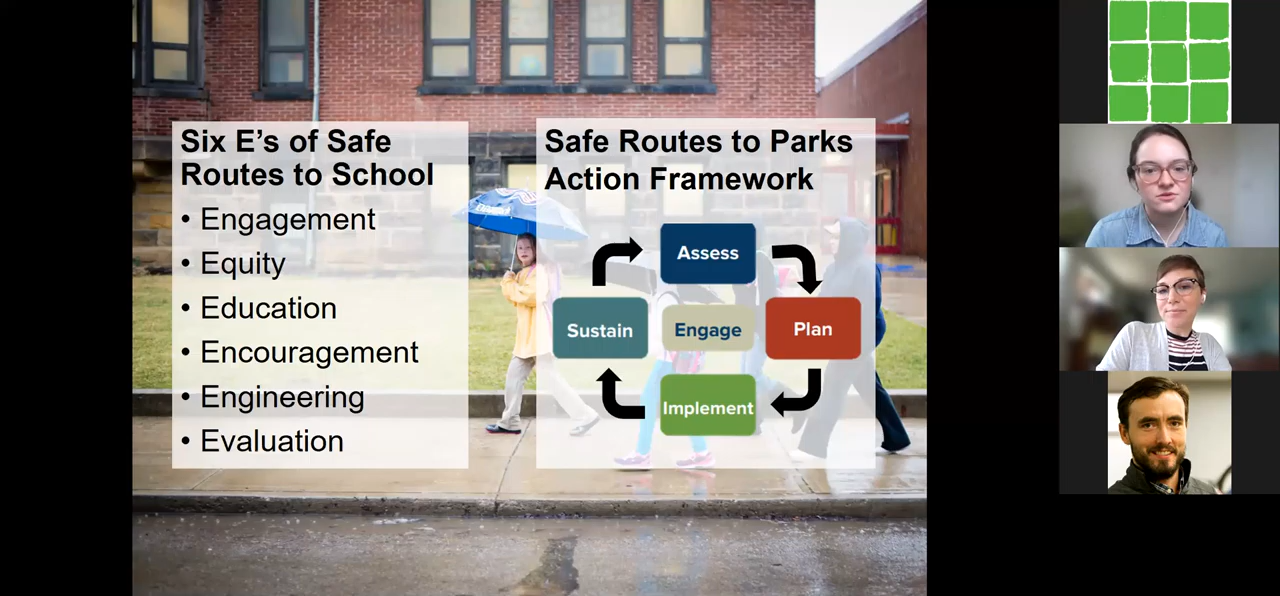 Six E’s of Safe
Routes to School
• Engagement
• Equity
• Education
• Encouragement
• Engineering
• Evaluation
Safe Routes to Parks
Action Framework
Assess
Sustain
Engage
Plan
Implement